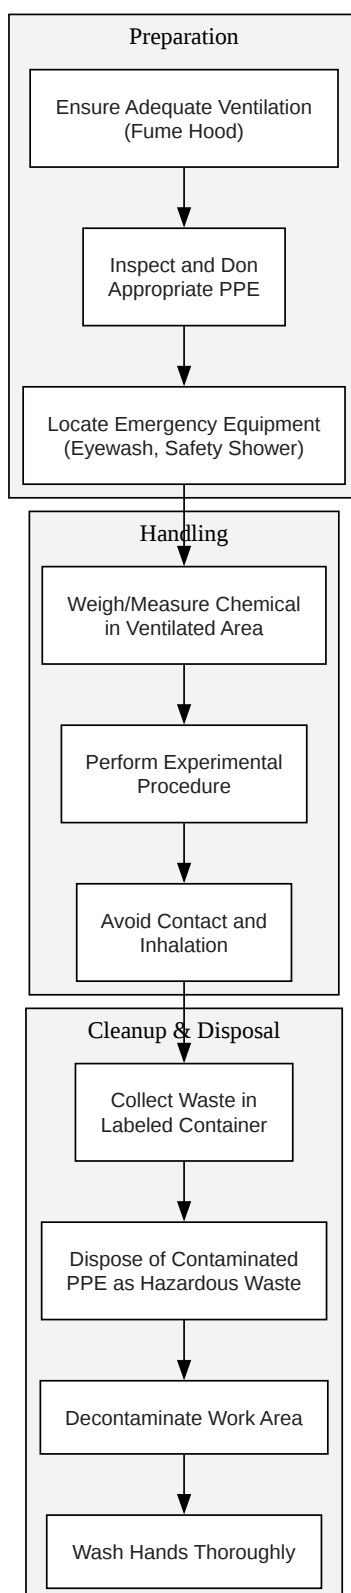 Preparation
Ensure Adequate Ventilation
(Fume Hood)
Inspect and Don
Appropriate PPE
Locate Emergency Equipment
(Eyewash, Safety Shower)
Handling
Weigh/Measure Chemical
in Ventilated Area
Perform Experimental
Procedure
Avoid Contact and
Inhalation
Cleanup & Disposal
Collect Waste in
Labeled Container
Dispose of Contaminated
PPE as Hazardous Waste
Decontaminate Work Area
Wash Hands Thoroughly